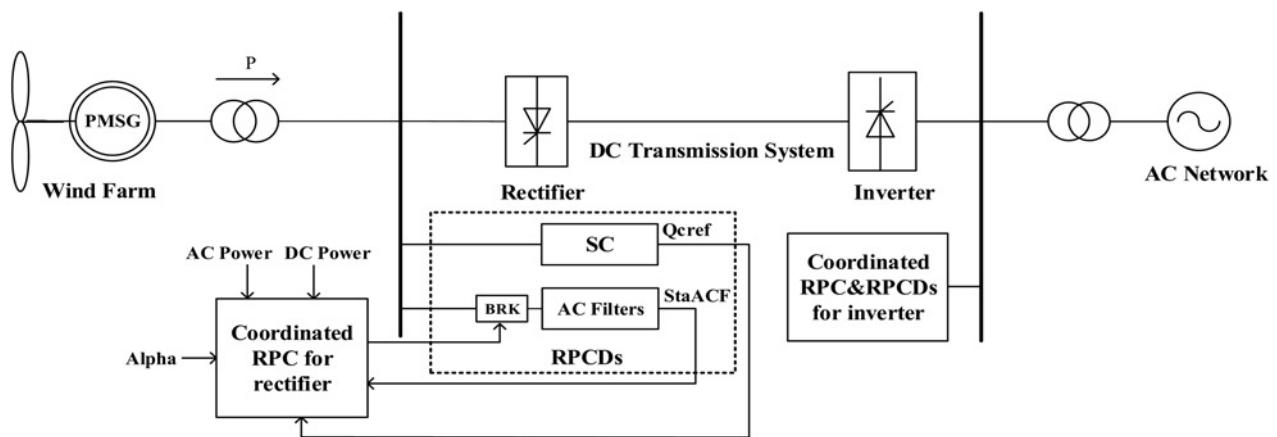 P
PMSG
Wind Farm
Rectifier
DC Transmission System
Inverter
AC Network
AC Power
DC Power
Alpha
Coordinated
RPC for
rectifier
SC
Qcref
BRK
AC Filters
StaACF
RPCDs
Coordinated
RPC&RPCDs
for inverter